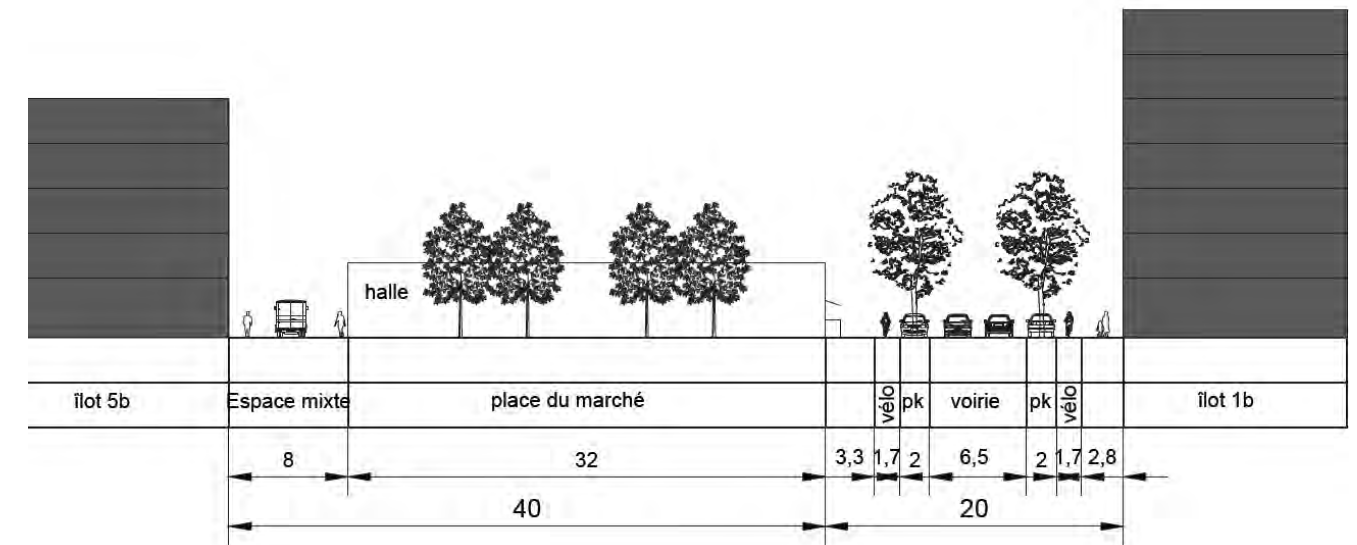 halle
îlot 5b
Espace mixte
place du marché
vélo
pk
voirie
pk
vélo
îlot 1b
8
32
3,3
1,7
2
6,5
2
1,7
2,8
40
20